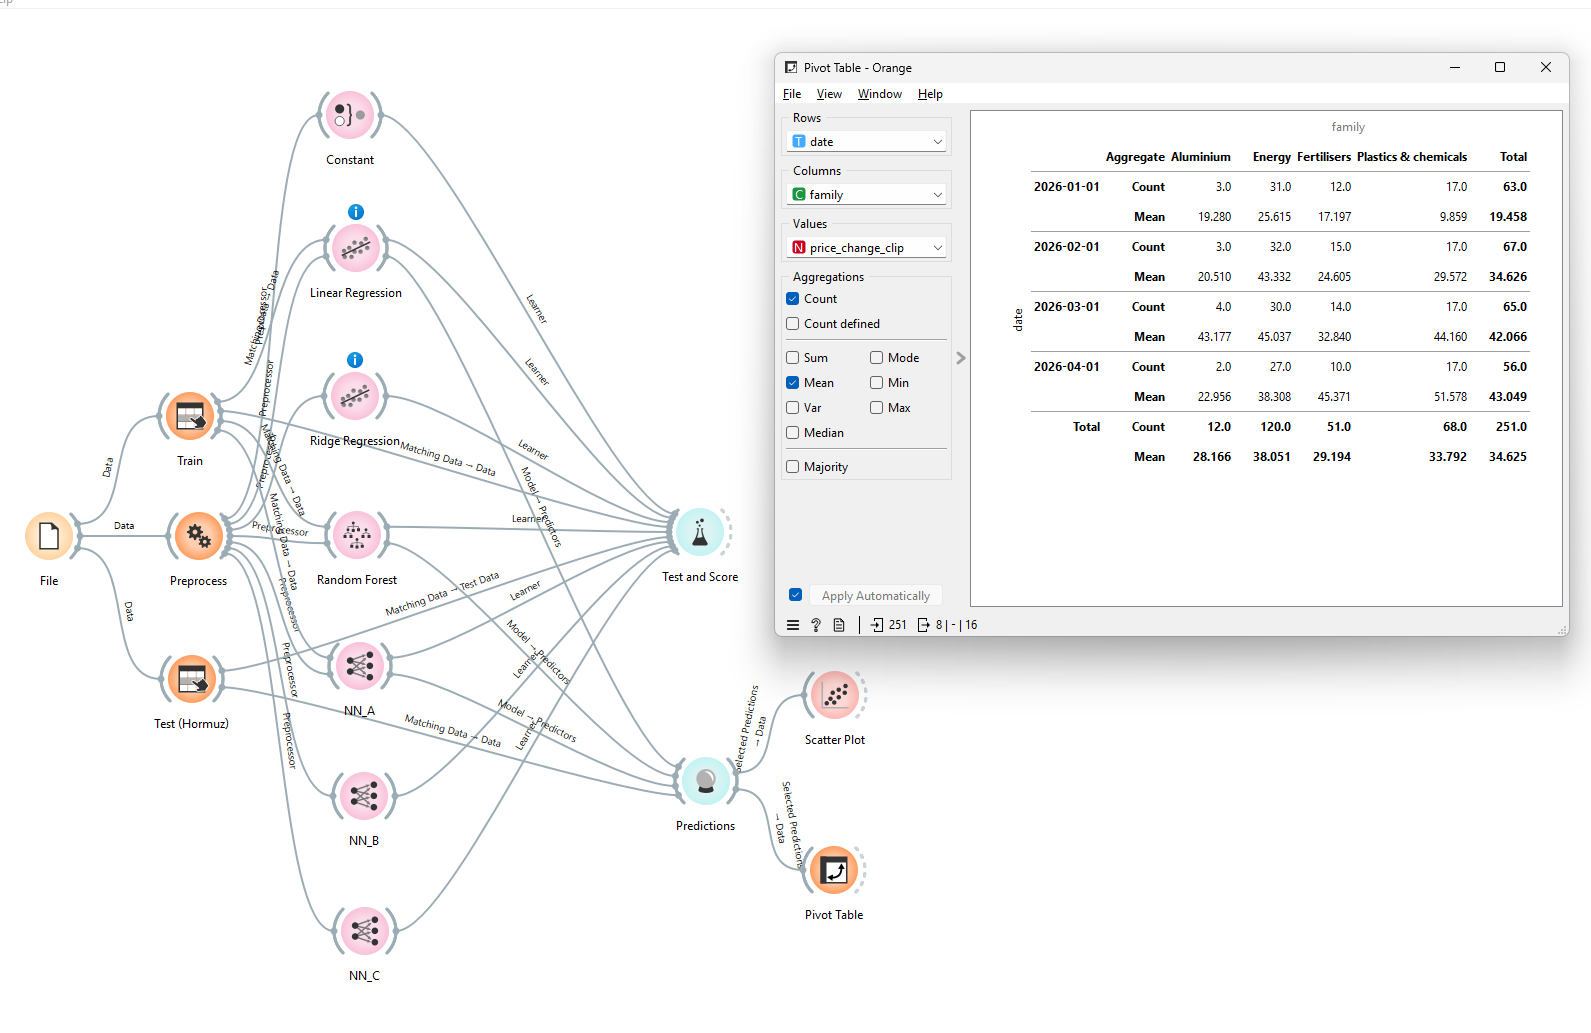 Constant
Linear Regression
Ridge Regression
Random Forest
NN_A
NN_B
NN_C
File
Train
Preprocess
Test (Hormuz)
Test and Score
Predictions
Scatter Plot
Pivot Table
Data
Data
Data
Preprocessor
Preprocessor
Preprocessor
Preprocessor
Preprocessor
Matching Data → Data
Matching Data → Data
Matching Data → Data
Matching Data → Test Data
Matching Data → Data
Learner
Learner
Learner
Learner
Learner
Learner
Learner
Model → Predictors
Model → Predictors
Model → Predictors
Selected Predictions
→ Data
Selected Predictions
→ Data
Pivot Table - Orange
File View Window Help
Rows
T date
Columns
C family
Values
N price_change_clip
Aggregations
Count
Count defined
Sum Mode
Mean Min
Var Max
Median
Majority
Apply Automatically
? 251 8 | - | 16
family
date
Aggregate Aluminium Energy Fertilisers Plastics & chemicals Total
2026-01-01 Count 3.0 31.0 12.0 17.0 63.0
Mean 19.280 25.615 17.197 9.859 19.458
2026-02-01 Count 3.0 32.0 15.0 17.0 67.0
Mean 20.510 43.332 24.605 29.572 34.626
2026-03-01 Count 4.0 30.0 14.0 17.0 65.0
Mean 43.177 45.037 32.840 44.160 42.066
2026-04-01 Count 2.0 27.0 10.0 17.0 56.0
Mean 22.956 38.308 45.371 51.578 43.049
Total Count 12.0 120.0 51.0 68.0 251.0
Mean 28.166 38.051 29.194 33.792 34.625